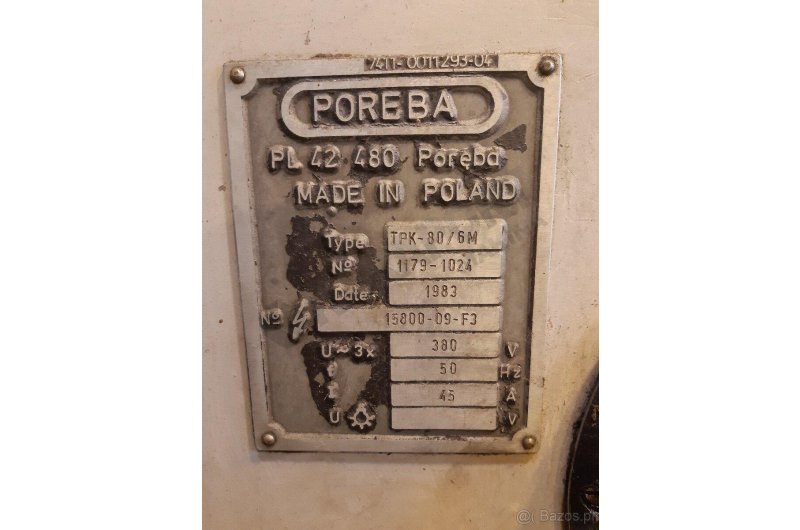 7411-0011293-04
POREBA
PL 42 480 Poręba
MADE IN POLAND
Type TPK-80/6M
Nº 1179-1024
Date 1983
Nº 15800-09-F3
U~3x 380 V
f 50 Hz
I 45 A
U V
@( Bazos.pl